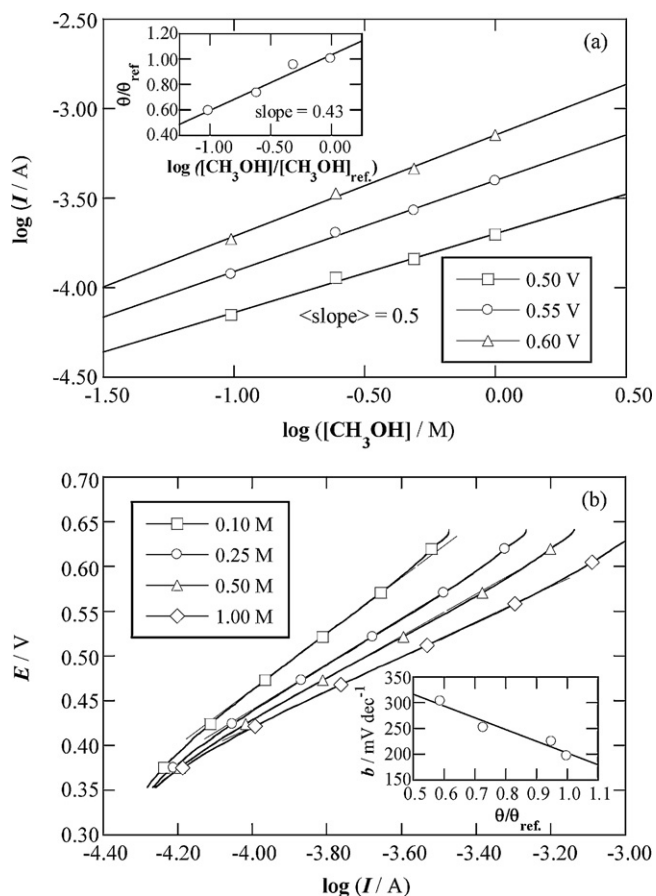 (a)
-2.50
-3.00
-3.50
-4.00
-4.50
log (I / A)
1.20
1.00
0.80
0.60
0.40
θ/θref
slope = 0.43
-1.00 -0.50 0.00
log ([CH3OH]/[CH3OH]ref.)
0.50 V
0.55 V
0.60 V
<slope> = 0.5
-1.50 -1.00 -0.50 0.00 0.50
log ([CH3OH] / M)
(b)
0.70
0.65
0.60
0.55
0.50
0.45
0.40
0.35
0.30
E / V
0.10 M
0.25 M
0.50 M
1.00 M
350
300
250
200
150
b / mV dec-1
0.5 0.6 0.7 0.8 0.9 1.0 1.1
θ/θref.
-4.40 -4.20 -4.00 -3.80 -3.60 -3.40 -3.20 -3.00
log (I / A)